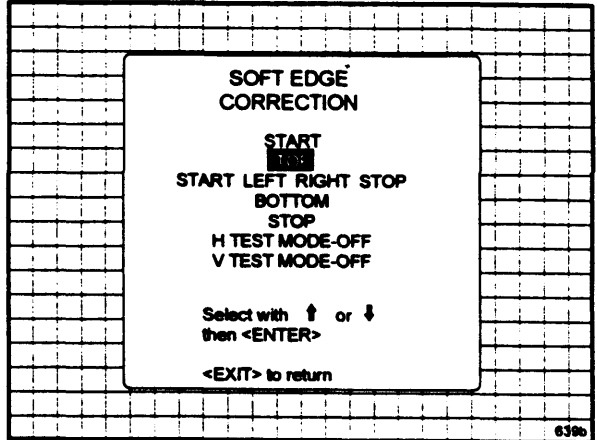 SOFT EDGE
CORRECTION
START
TOP
START LEFT RIGHT STOP
BOTTOM
STOP
H TEST MODE-OFF
V TEST MODE-OFF
Select with ⬆ or ⬇
then <ENTER>
<EXIT> to return
639b